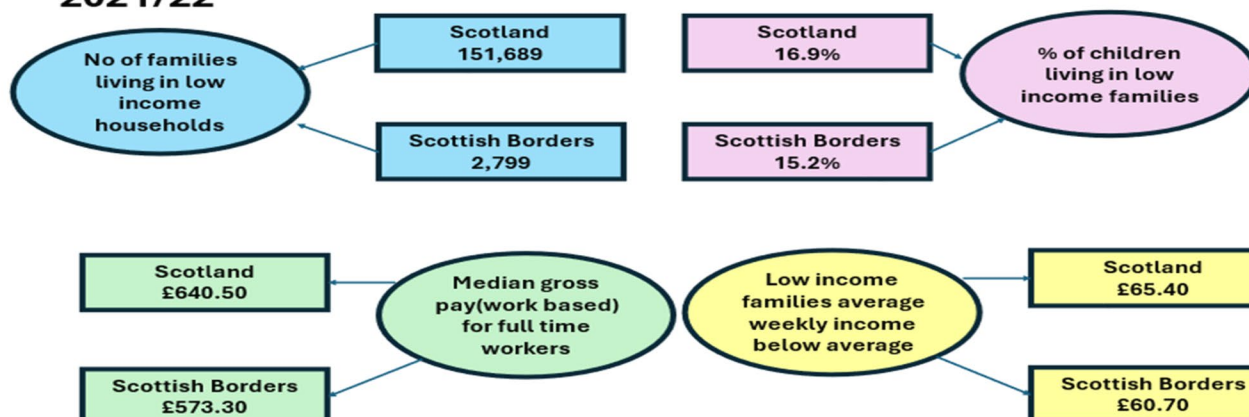 2021/22
No of families
living in low
income
households
Scotland
151,689
Scottish Borders
2,799
Scotland
16.9%
Scottish Borders
15.2%
% of children
living in low
income families
Scotland
£640.50
Scottish Borders
£573.30
Median gross
pay(work based)
for full time
workers
Low income
families average
weekly income
below average
Scotland
£65.40
Scottish Borders
£60.70